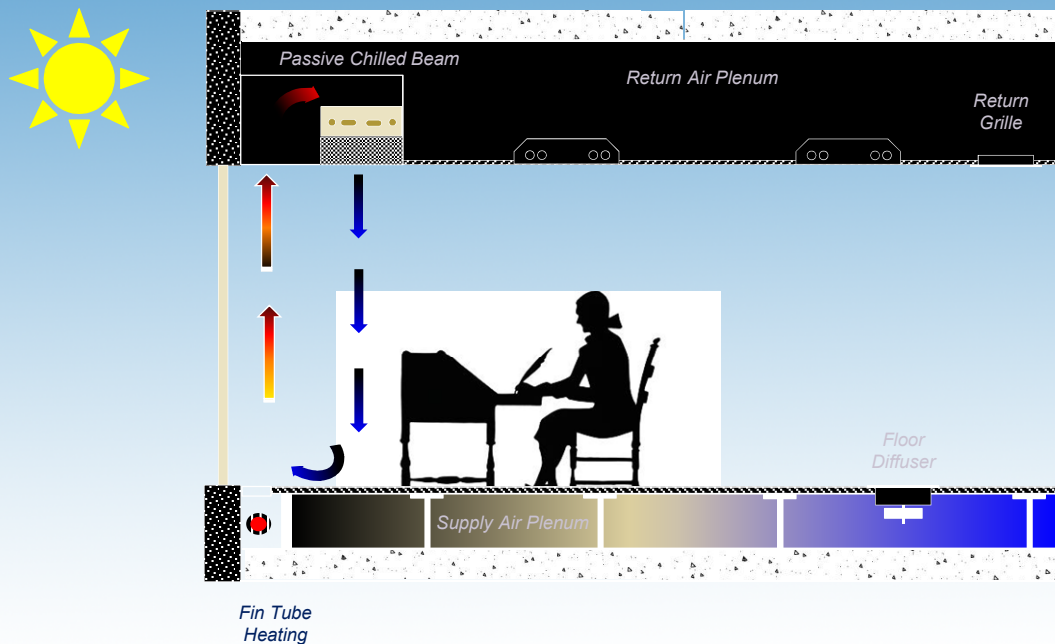 Passive Chilled Beam
Return Air Plenum
Return
Grille
Floor
Diffuser
Supply Air Plenum
Fin Tube
Heating